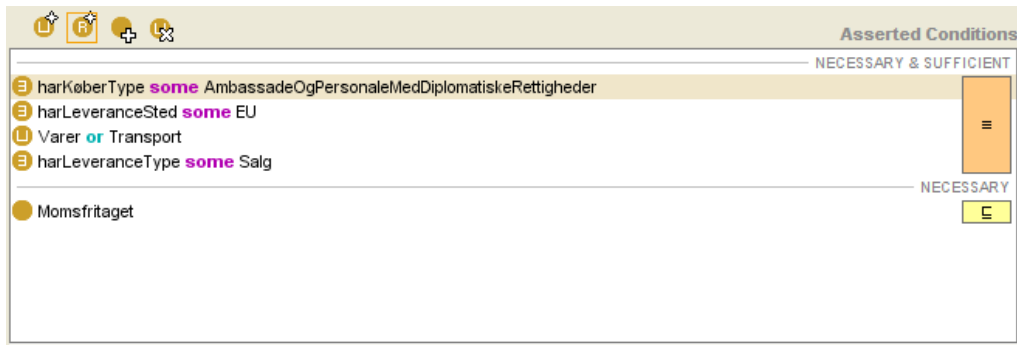 Asserted Conditions
NECESSARY & SUFFICIENT
harKøberType some AmbassadeOgPersonaleMedDiplomatiskeRettigheder
harLeveranceSted some EU
Varer or Transport
harLeveranceType some Salg
≡
NECESSARY
Momsfritaget
⊑